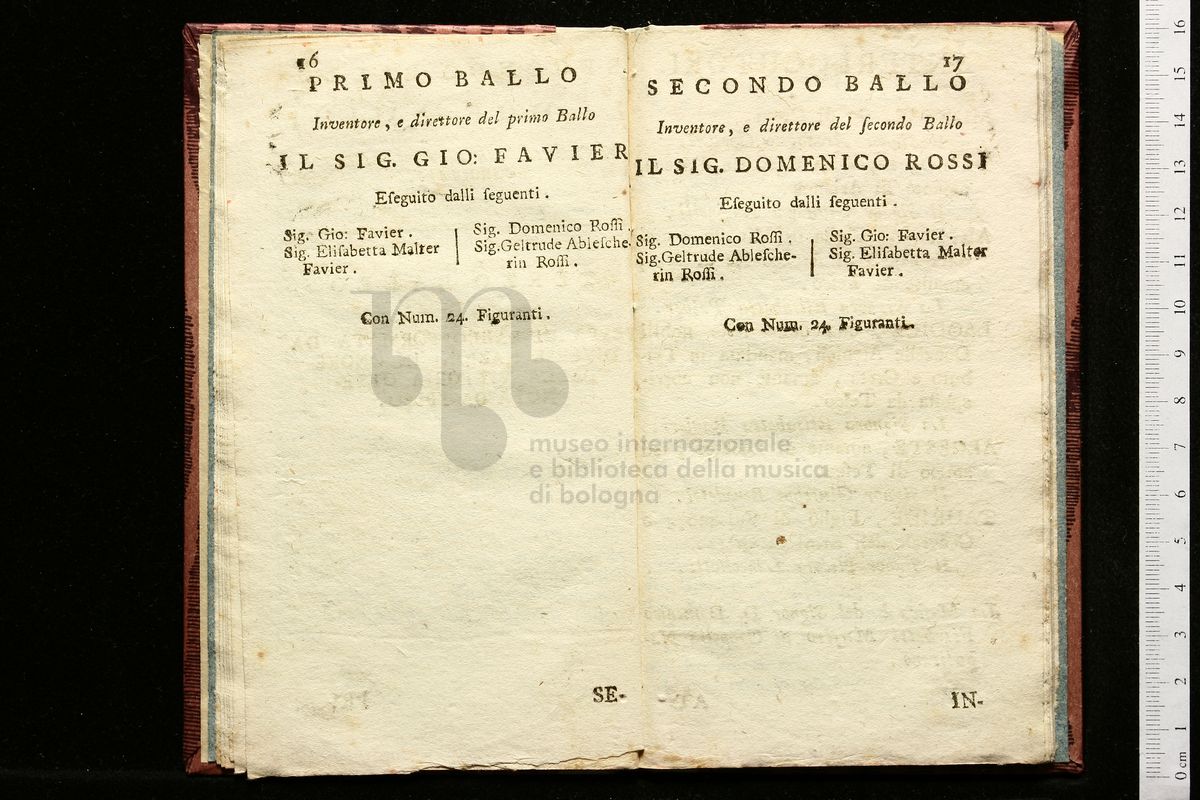 16
PRIMO BALLO
Inventore, e direttore del primo Ballo
IL SIG. GIO: FAVIER
Eſeguito dalli ſeguenti.
Sig. Gio: Favier.
Sig. Eliſabetta Malter
Favier.
Sig. Domenico Roſſi.
Sig. Geltrude Ableſche-
rin Roſſi.
Con Num. 24. Figuranti.
SE-
17
SECONDO BALLO
Inventore, e direttore del ſecondo Ballo
IL SIG. DOMENICO ROSSI
Eſeguito dalli ſeguenti.
Sig. Domenico Roſſi.
Sig. Geltrude Ableſche-
rin Roſſi.
Sig. Gio: Favier.
Sig. Eliſabetta Malter
Favier.
Con Num. 24. Figuranti.
IN-
museo internazionale
e biblioteca della musica
di bologna
0 cm
1
2
3
4
5
6
7
8
9
10
11
12
13
14
15
16